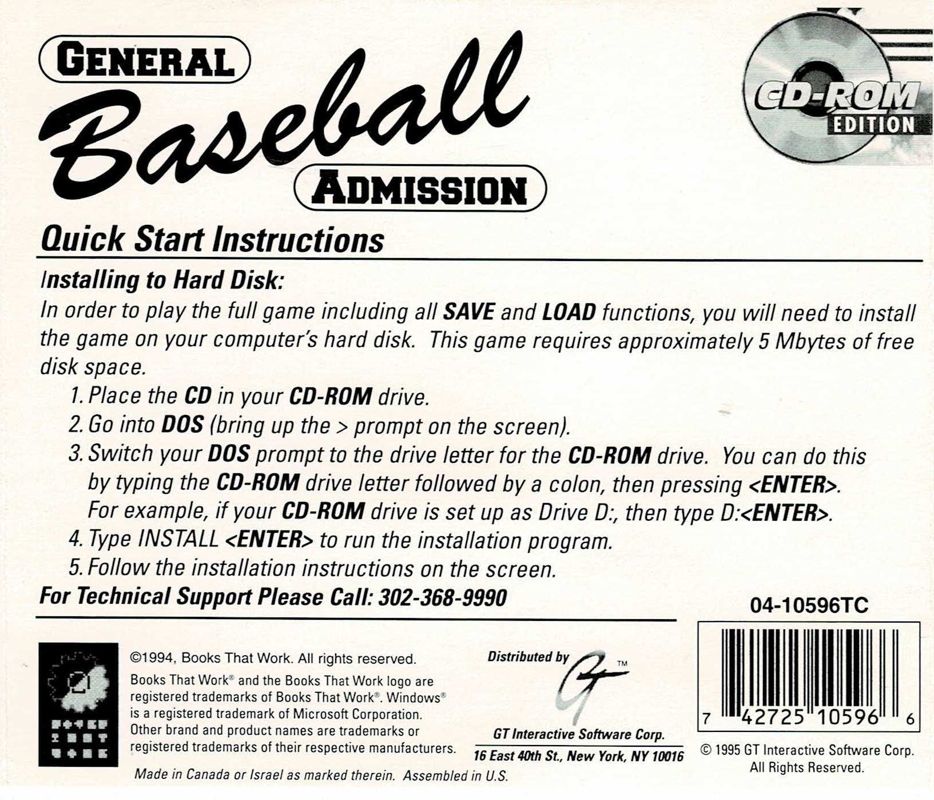 GENERAL
Baseball
ADMISSION
CD-ROM
EDITION
Quick Start Instructions
Installing to Hard Disk:
In order to play the full game including all SAVE and LOAD functions, you will need to install
the game on your computer's hard disk. This game requires approximately 5 Mbytes of free
disk space.
1. Place the CD in your CD-ROM drive.
2. Go into DOS (bring up the > prompt on the screen).
3. Switch your DOS prompt to the drive letter for the CD-ROM drive. You can do this
by typing the CD-ROM drive letter followed by a colon, then pressing <ENTER>.
For example, if your CD-ROM drive is set up as Drive D:, then type D:<ENTER>.
4. Type INSTALL <ENTER> to run the installation program.
5. Follow the installation instructions on the screen.
For Technical Support Please Call: 302-368-9990
©1994, Books That Work. All rights reserved.
Books That Work® and the Books That Work logo are
registered trademarks of Books That Work®. Windows®
is a registered trademark of Microsoft Corporation.
Other brand and product names are trademarks or
registered trademarks of their respective manufacturers.
Made in Canada or Israel as marked therein. Assembled in U.S.
Distributed by
GT™
GT Interactive Software Corp.
16 East 40th St., New York, NY 10016
04-10596TC
7 42725 10596 6
© 1995 GT Interactive Software Corp.
All Rights Reserved.